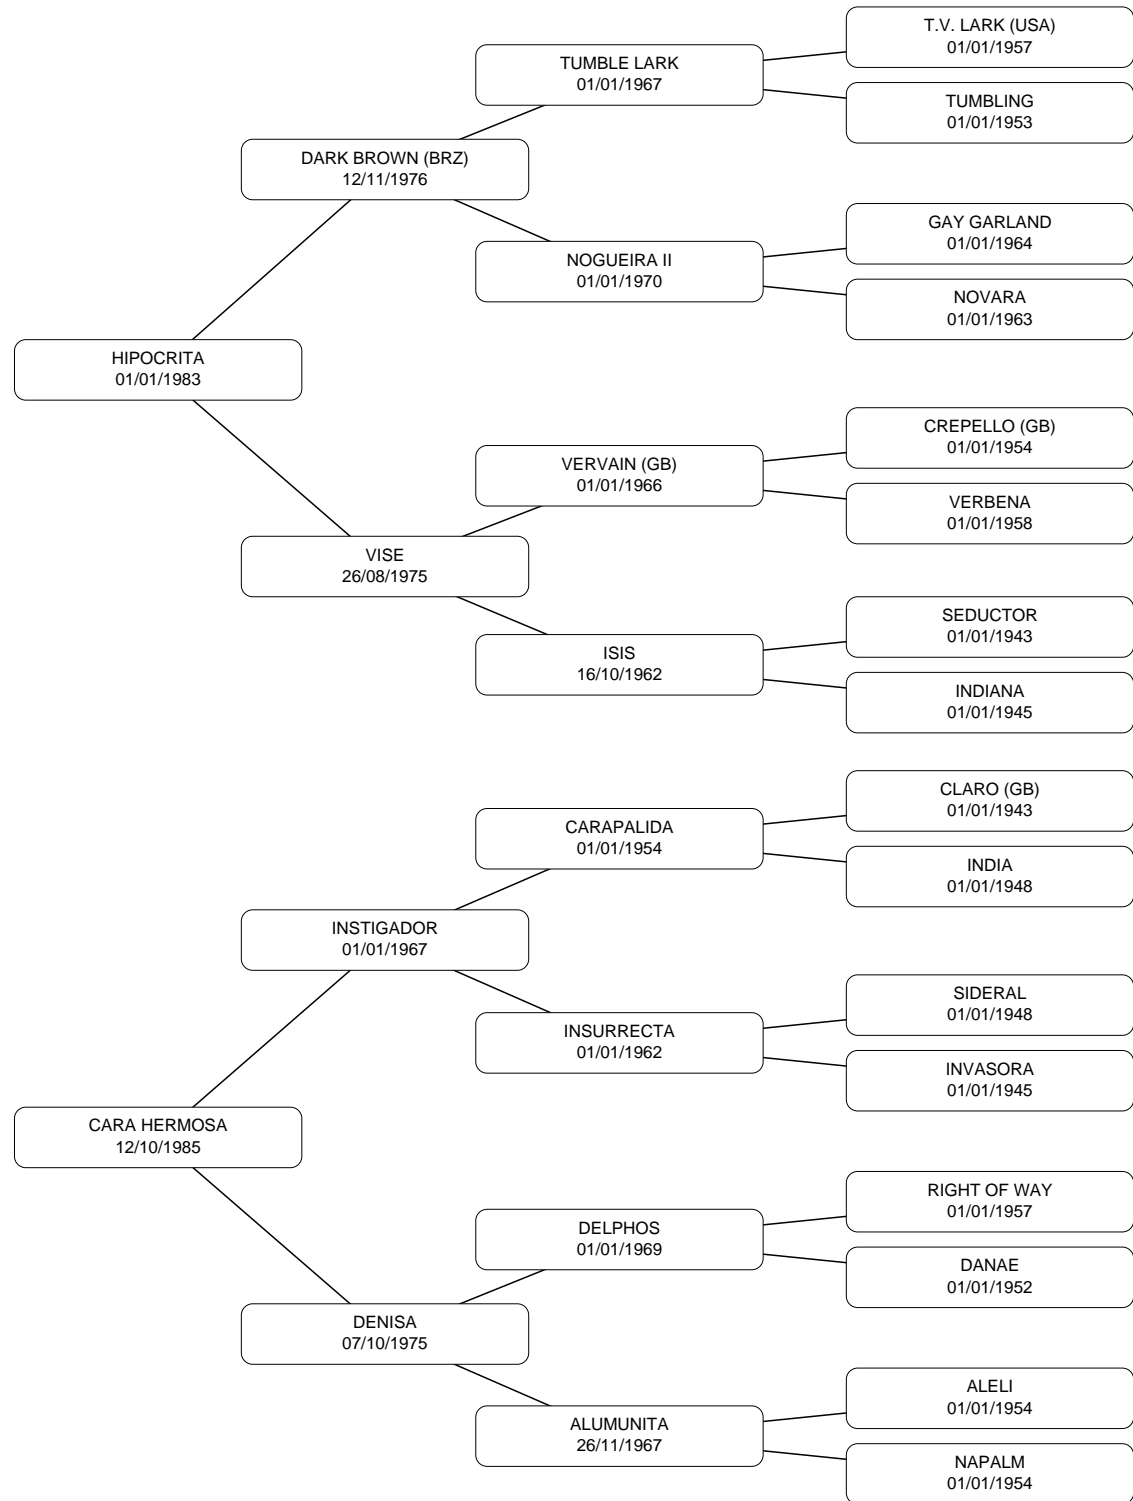 T.V. LARK (USA)
01/01/1957
TUMBLE LARK
01/01/1967
TUMBLING
01/01/1953
DARK BROWN (BRZ)
12/11/1976
GAY GARLAND
01/01/1964
NOGUEIRA II
01/01/1970
NOVARA
01/01/1963
HIPOCRITA
01/01/1983
CREPELLO (GB)
01/01/1954
VERVAIN (GB)
01/01/1966
VERBENA
01/01/1958
VISE
26/08/1975
SEDUCTOR
01/01/1943
ISIS
16/10/1962
INDIANA
01/01/1945
CLARO (GB)
01/01/1943
CARAPALIDA
01/01/1954
INDIA
01/01/1948
INSTIGADOR
01/01/1967
SIDERAL
01/01/1948
INSURRECTA
01/01/1962
INVASORA
01/01/1945
CARA HERMOSA
12/10/1985
RIGHT OF WAY
01/01/1957
DELPHOS
01/01/1969
DANAE
01/01/1952
DENISA
07/10/1975
ALELI
01/01/1954
ALUMUNITA
26/11/1967
NAPALM
01/01/1954